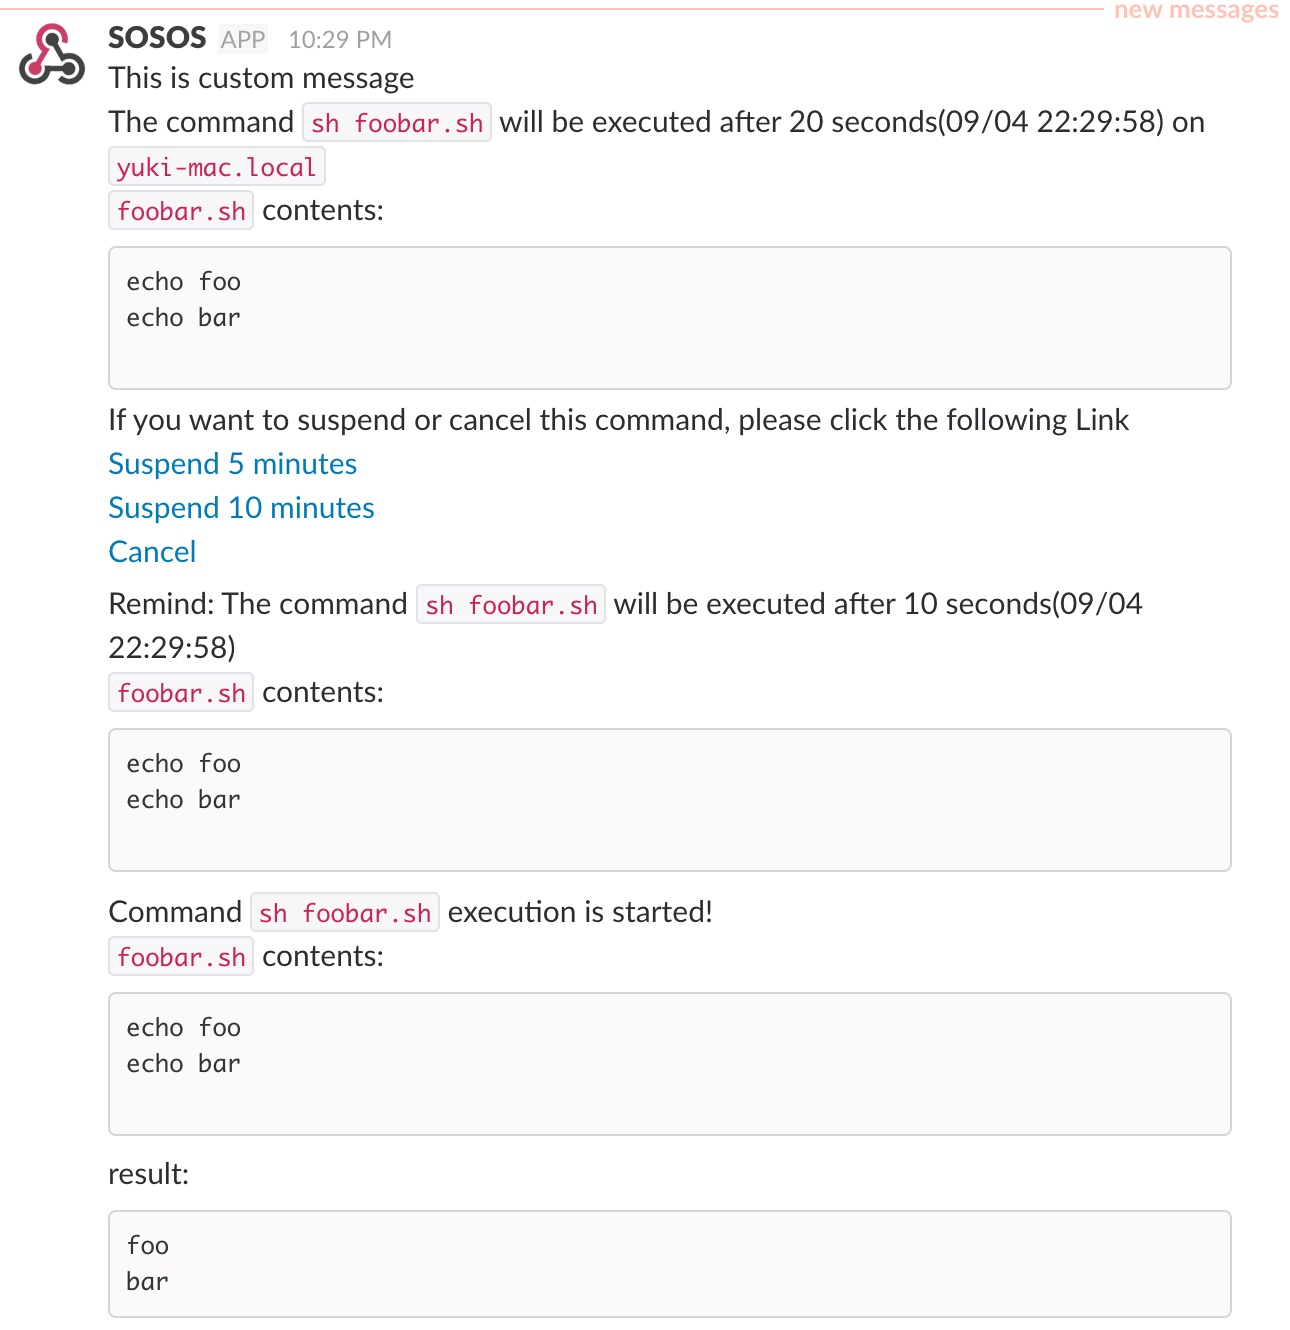 new messages
SOSOS APP 10:29 PM
This is custom message
The command sh foobar.sh will be executed after 20 seconds(09/04 22:29:58) on
yuki-mac.local
foobar.sh contents:
echo foo
echo bar
If you want to suspend or cancel this command, please click the following Link
Suspend 5 minutes
Suspend 10 minutes
Cancel
Remind: The command sh foobar.sh will be executed after 10 seconds(09/04
22:29:58)
foobar.sh contents:
echo foo
echo bar
Command sh foobar.sh execution is started!
foobar.sh contents:
echo foo
echo bar
result:
foo
bar